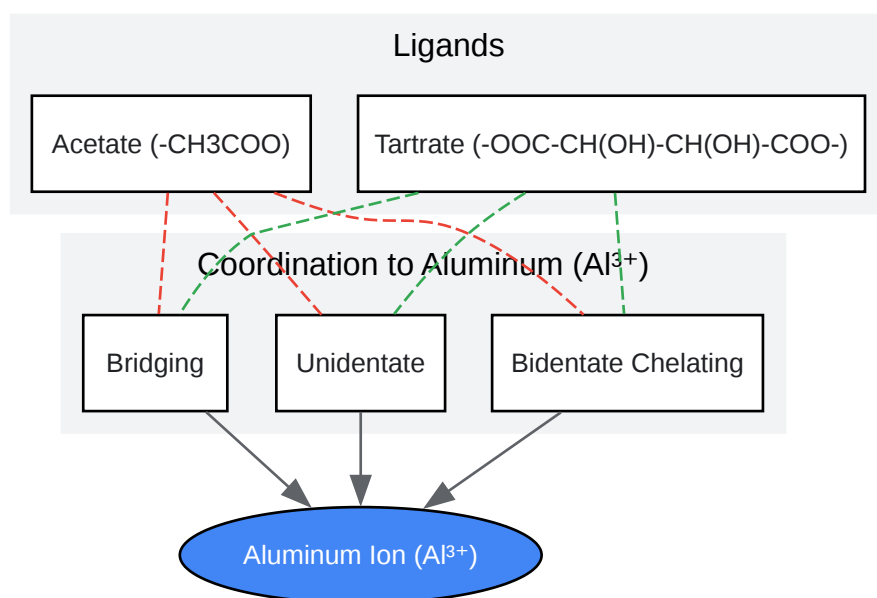 Ligands
Acetate (-CH3COO)
Tartrate (-OOC-CH(OH)-CH(OH)-COO-)
Coordination to Aluminum (Al³⁺)
Bridging
Unidentate
Bidentate Chelating
Aluminum Ion (Al³⁺)